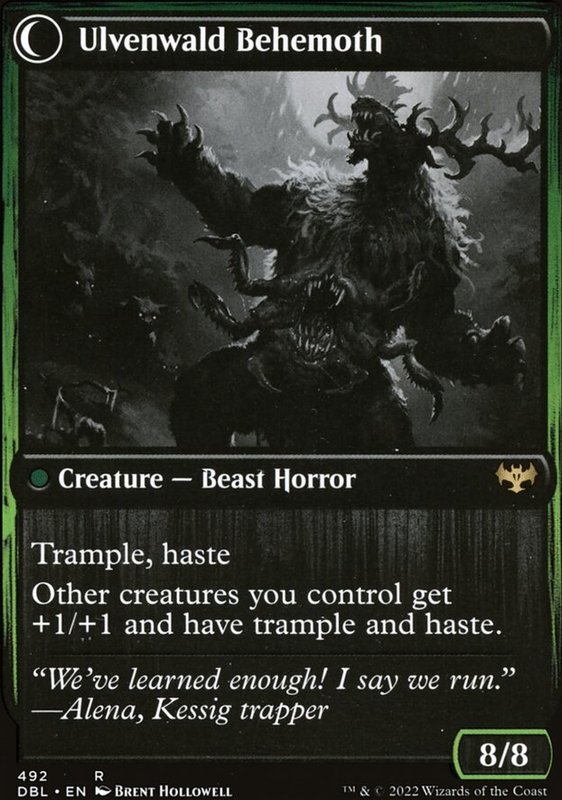 Ulvenwald Behemoth
Creature — Beast Horror
Trample, haste
Other creatures you control get
+1/+1 and have trample and haste.
“We’ve learned enough! I say we run.”
—Alena, Kessig trapper
8/8
492 R
DBL • EN Brent Hollowell
™ & © 2022 Wizards of the Coast